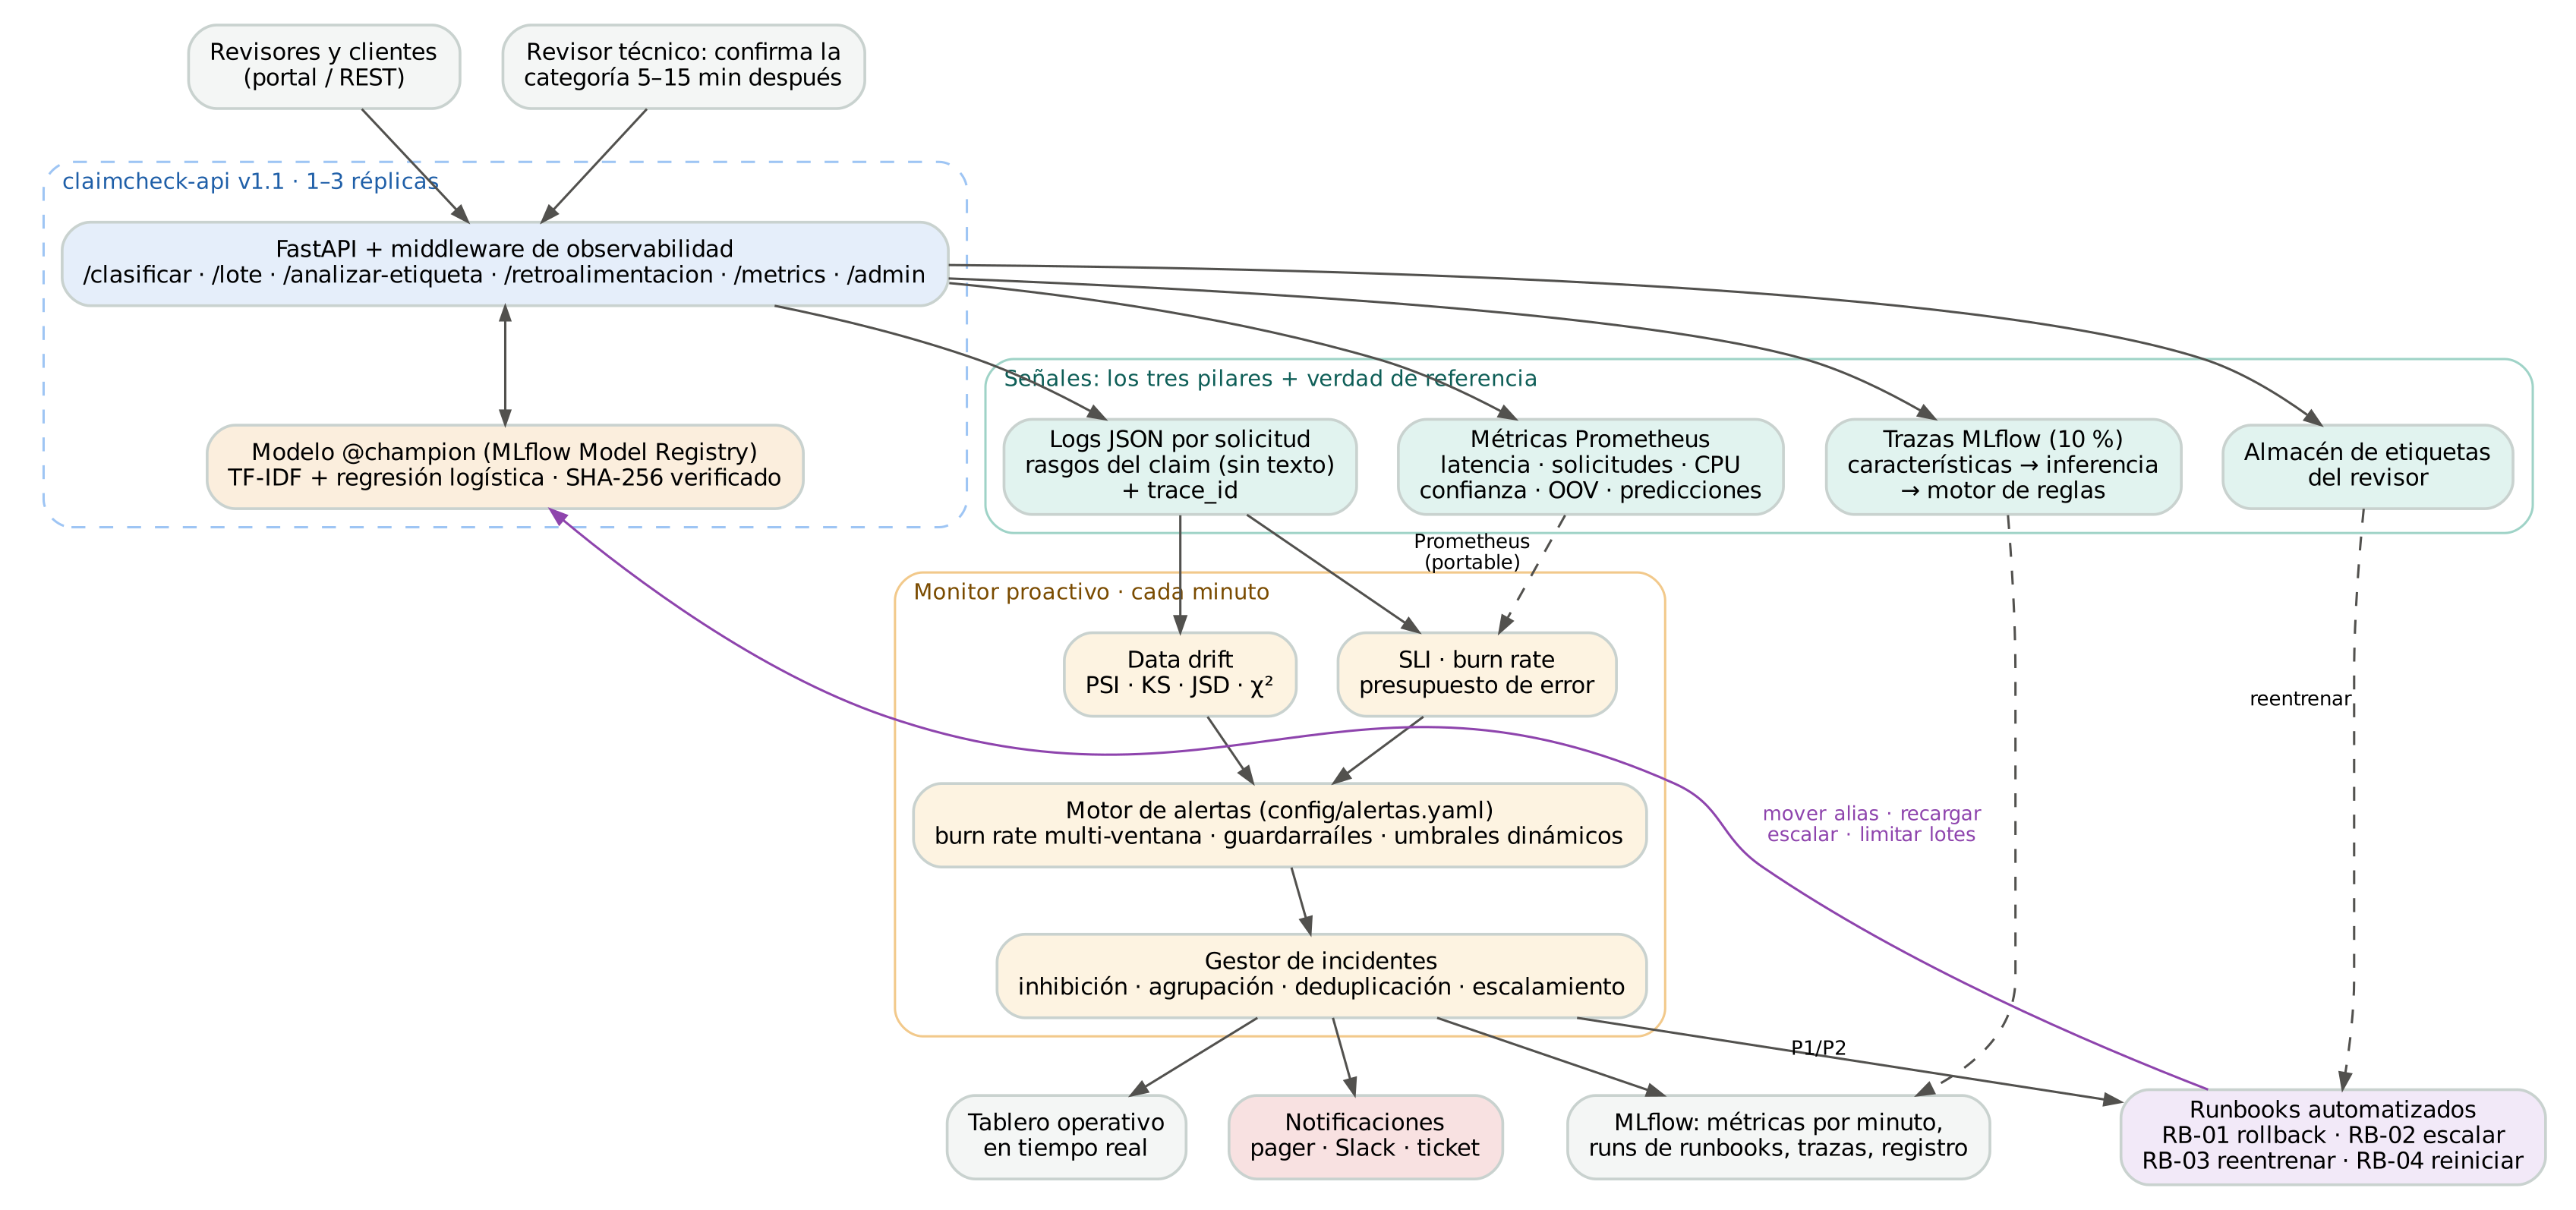 Revisores y clientes
(portal / REST)
Revisor técnico: confirma la
categoría 5–15 min después
claimcheck-api v1.1 · 1–3 réplicas
FastAPI + middleware de observabilidad
/clasificar · /lote · /analizar-etiqueta · /retroalimentacion · /metrics · /admin
Modelo @champion (MLflow Model Registry)
TF-IDF + regresión logística · SHA-256 verificado
Señales: los tres pilares + verdad de referencia
Logs JSON por solicitud
rasgos del claim (sin texto)
+ trace_id
Métricas Prometheus
latencia · solicitudes · CPU
confianza · OOV · predicciones
Trazas MLflow (10 %)
características → inferencia
→ motor de reglas
Almacén de etiquetas
del revisor
Prometheus
(portable)
Monitor proactivo · cada minuto
Data drift
PSI · KS · JSD · χ²
SLI · burn rate
presupuesto de error
reentrenar
Motor de alertas (config/alertas.yaml)
burn rate multi-ventana · guardarraíles · umbrales dinámicos
mover alias · recargar
escalar · limitar lotes
Gestor de incidentes
inhibición · agrupación · deduplicación · escalamiento
P1/P2
Tablero operativo
en tiempo real
Notificaciones
pager · Slack · ticket
MLflow: métricas por minuto,
runs de runbooks, trazas, registro
Runbooks automatizados
RB-01 rollback · RB-02 escalar
RB-03 reentrenar · RB-04 reiniciar